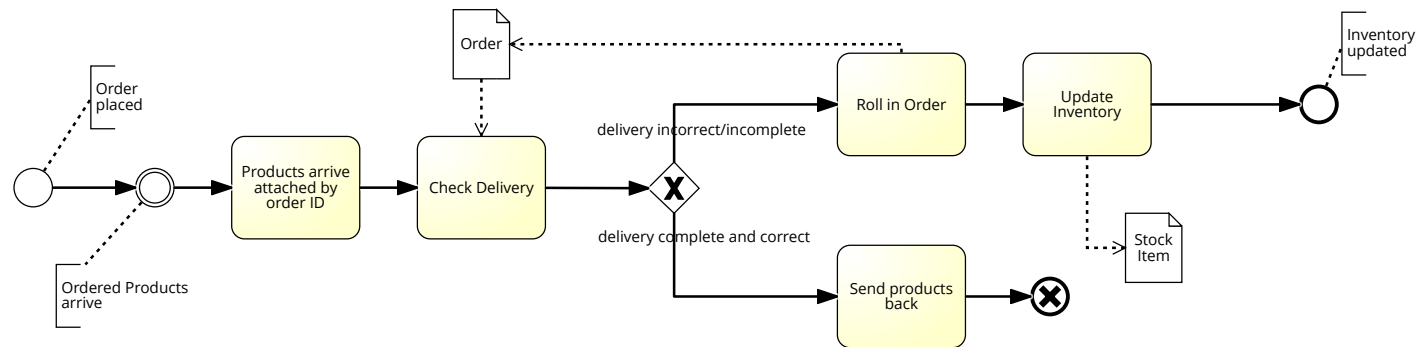 Order
placed
Ordered Products
arrive
Products arrive
attached by
order ID
Order
Check Delivery
delivery incorrect/incomplete
delivery complete and correct
Roll in Order
Update
Inventory
Inventory
updated
Stock
Item
Send products
back